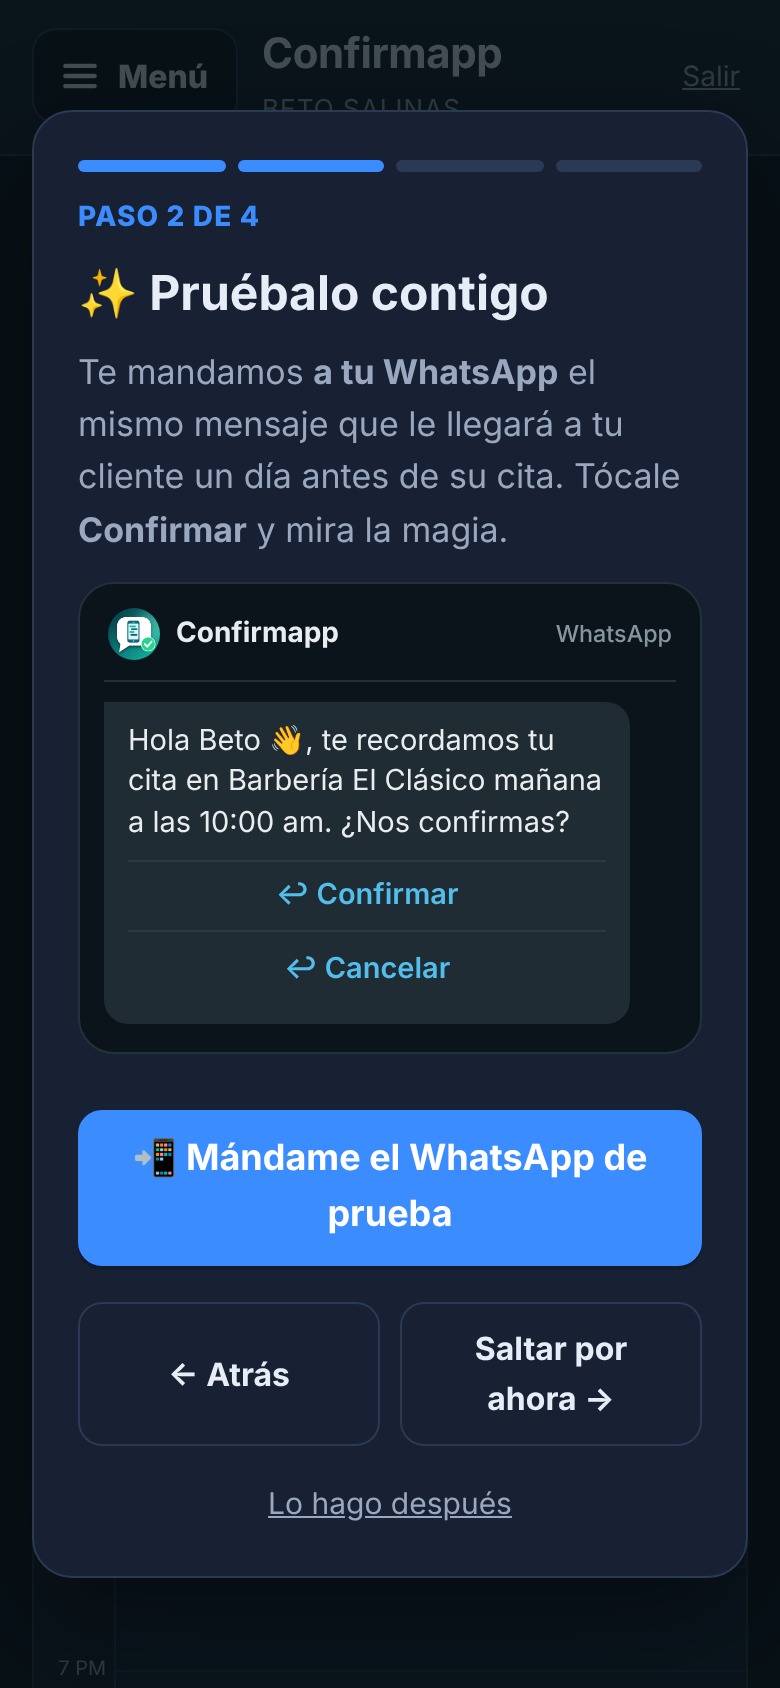 Menú
Confirmapp
BETO SALINAS
Salir
PASO 2 DE 4
✨ Pruébalo contigo
Te mandamos a tu WhatsApp el
mismo mensaje que le llegará a tu
cliente un día antes de su cita. Tócale
Confirmar y mira la magia.
Confirmapp
WhatsApp
Hola Beto 👋, te recordamos tu
cita en Barbería El Clásico mañana
a las 10:00 am. ¿Nos confirmas?
↩ Confirmar
↩ Cancelar
📲 Mándame el WhatsApp de
prueba
← Atrás
Saltar por
ahora →
Lo hago después
7 PM